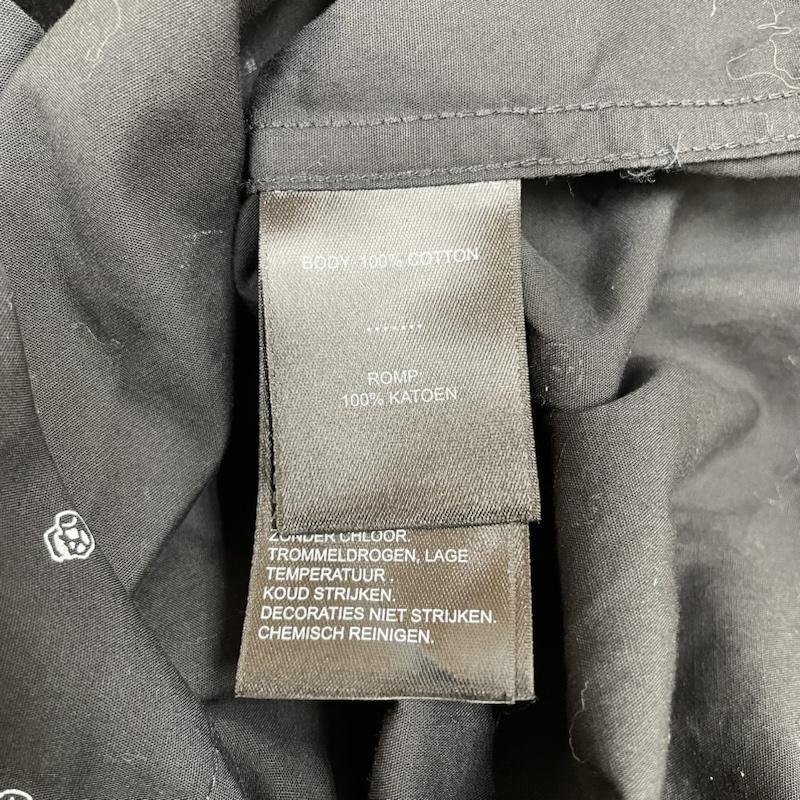 BODY: 100% COTTON
.......
ROMP
100% KATOEN
ZONDER CHLOOR.
TROMMELDROGEN, LAGE
TEMPERATUUR .
KOUD STRIJKEN.
DECORATIES NIET STRIJKEN.
CHEMISCH REINIGEN.